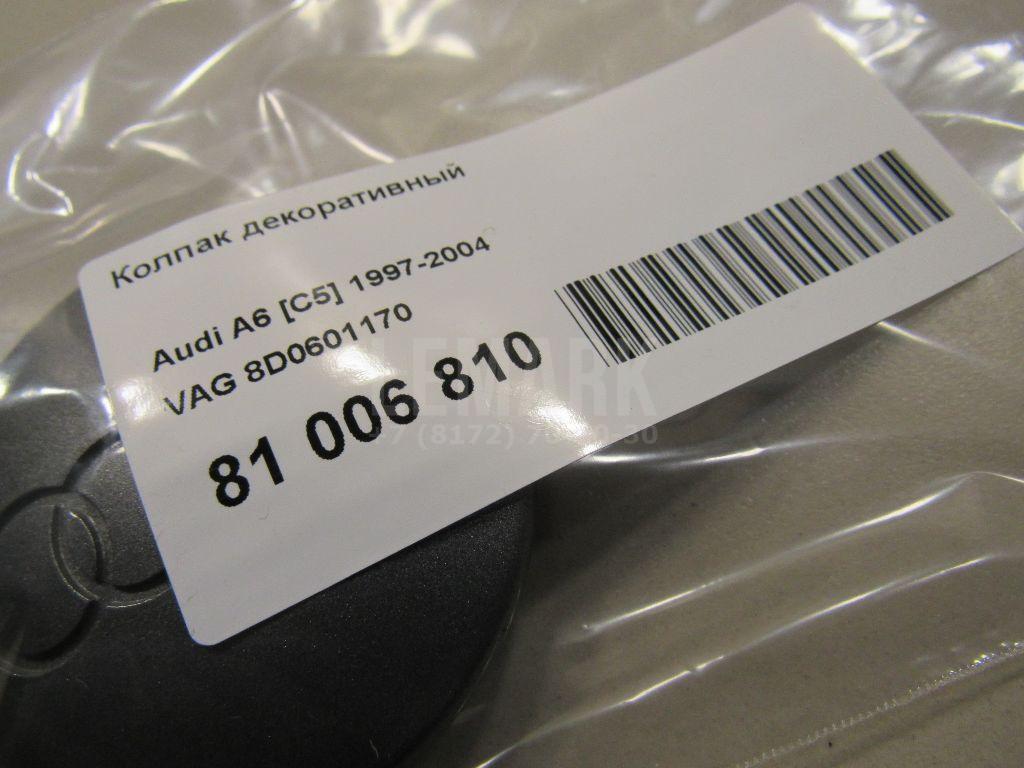 Колпак декоративный
Audi A6 [C5] 1997-2004
VAG 8D0601170
81 006 810